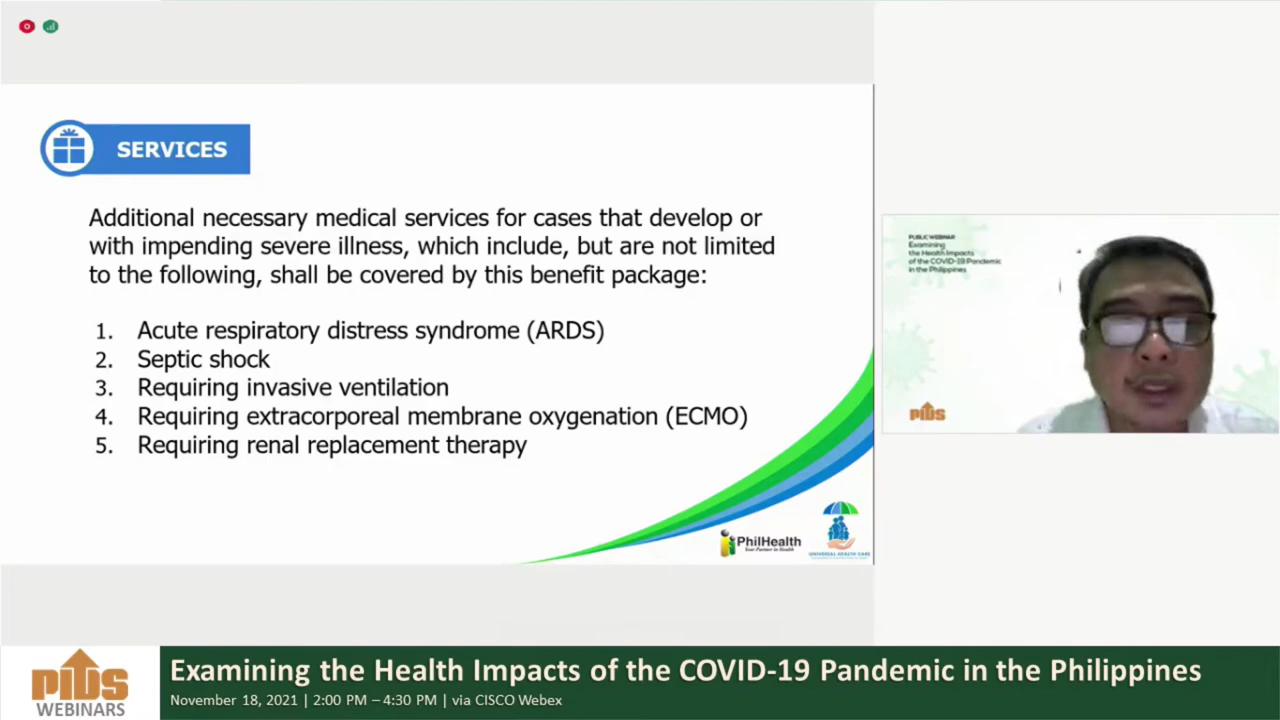 SERVICES
Additional necessary medical services for cases that develop or
with impending severe illness, which include, but are not limited
to the following, shall be covered by this benefit package:
1. Acute respiratory distress syndrome (ARDS)
2. Septic shock
3. Requiring invasive ventilation
4. Requiring extracorporeal membrane oxygenation (ECMO)
5. Requiring renal replacement therapy
PhilHealth
Your Partner in Health
UNIVERSAL HEALTH CARE
PUBLIC WEBINAR
Examining
the Health Impacts
of the COVID-19 Pandemic
in the Philippines
PIDS
PIDS
WEBINARS
Examining the Health Impacts of the COVID-19 Pandemic in the Philippines
November 18, 2021 | 2:00 PM – 4:30 PM | via CISCO Webex